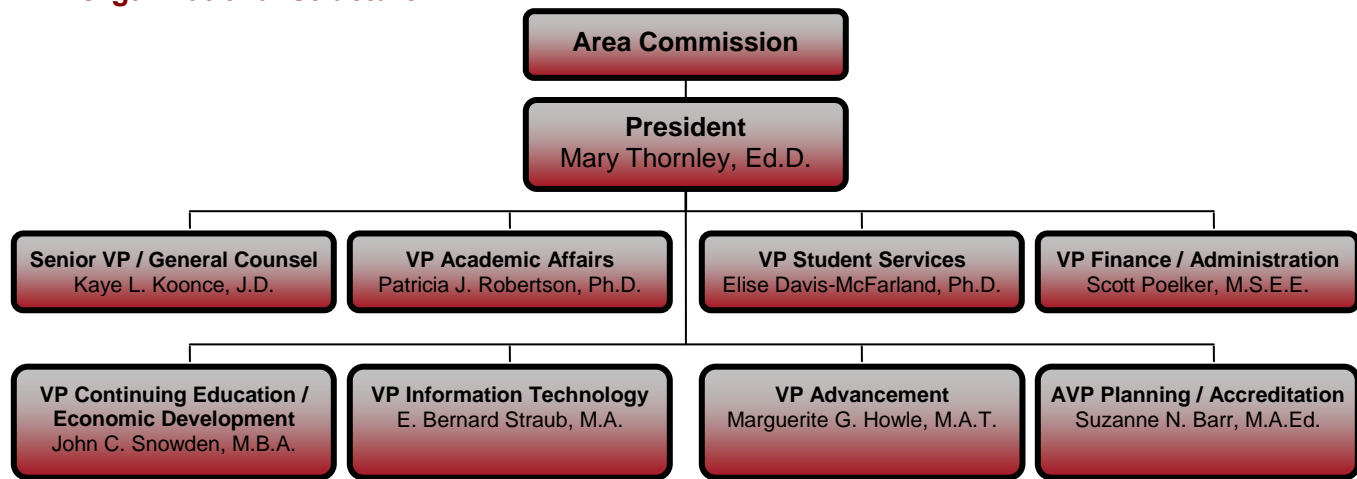 Area Commission
President
Mary Thornley, Ed.D.
Senior VP / General Counsel
Kaye L. Koonce, J.D.
VP Academic Affairs
Patricia J. Robertson, Ph.D.
VP Student Services
Elise Davis-McFarland, Ph.D.
VP Finance / Administration
Scott Poelker, M.S.E.E.
VP Continuing Education /
Economic Development
John C. Snowden, M.B.A.
VP Information Technology
E. Bernard Straub, M.A.
VP Advancement
Marguerite G. Howle, M.A.T.
AVP Planning / Accreditation
Suzanne N. Barr, M.A.Ed.